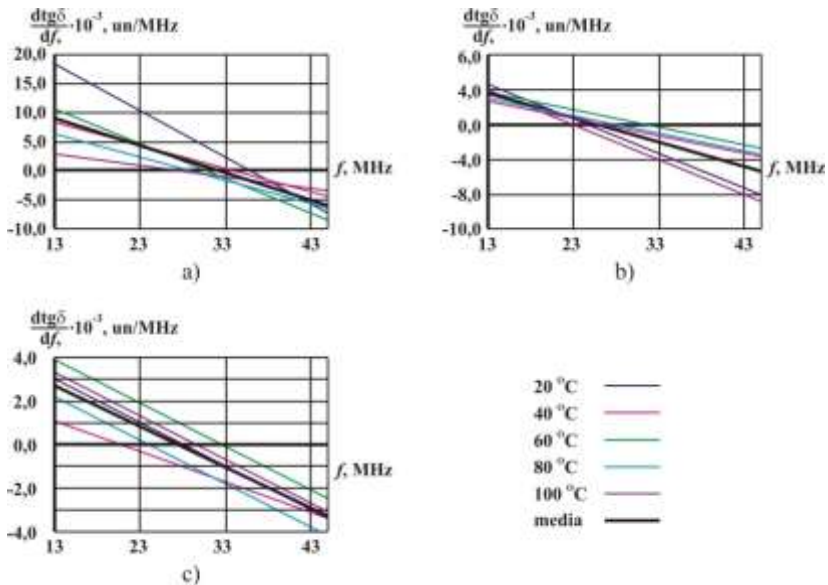 dtgδ/df, ·10⁻³, un/MHz
20,0
15,0
10,0
5,0
0,0
-5,0
-10,0
13 23 33 43
f, MHz
a)
dtgδ/df, ·10⁻³, un/MHz
6,0
4,0
0,0
-4,0
-8,0
-10,0
13 23 33 43
f, MHz
b)
dtgδ/df, ·10⁻³, un/MHz
4,0
2,0
0,0
-2,0
-4,0
13 23 33 43
f, MHz
c)
20 °C
40 °C
60 °C
80 °C
100 °C
media